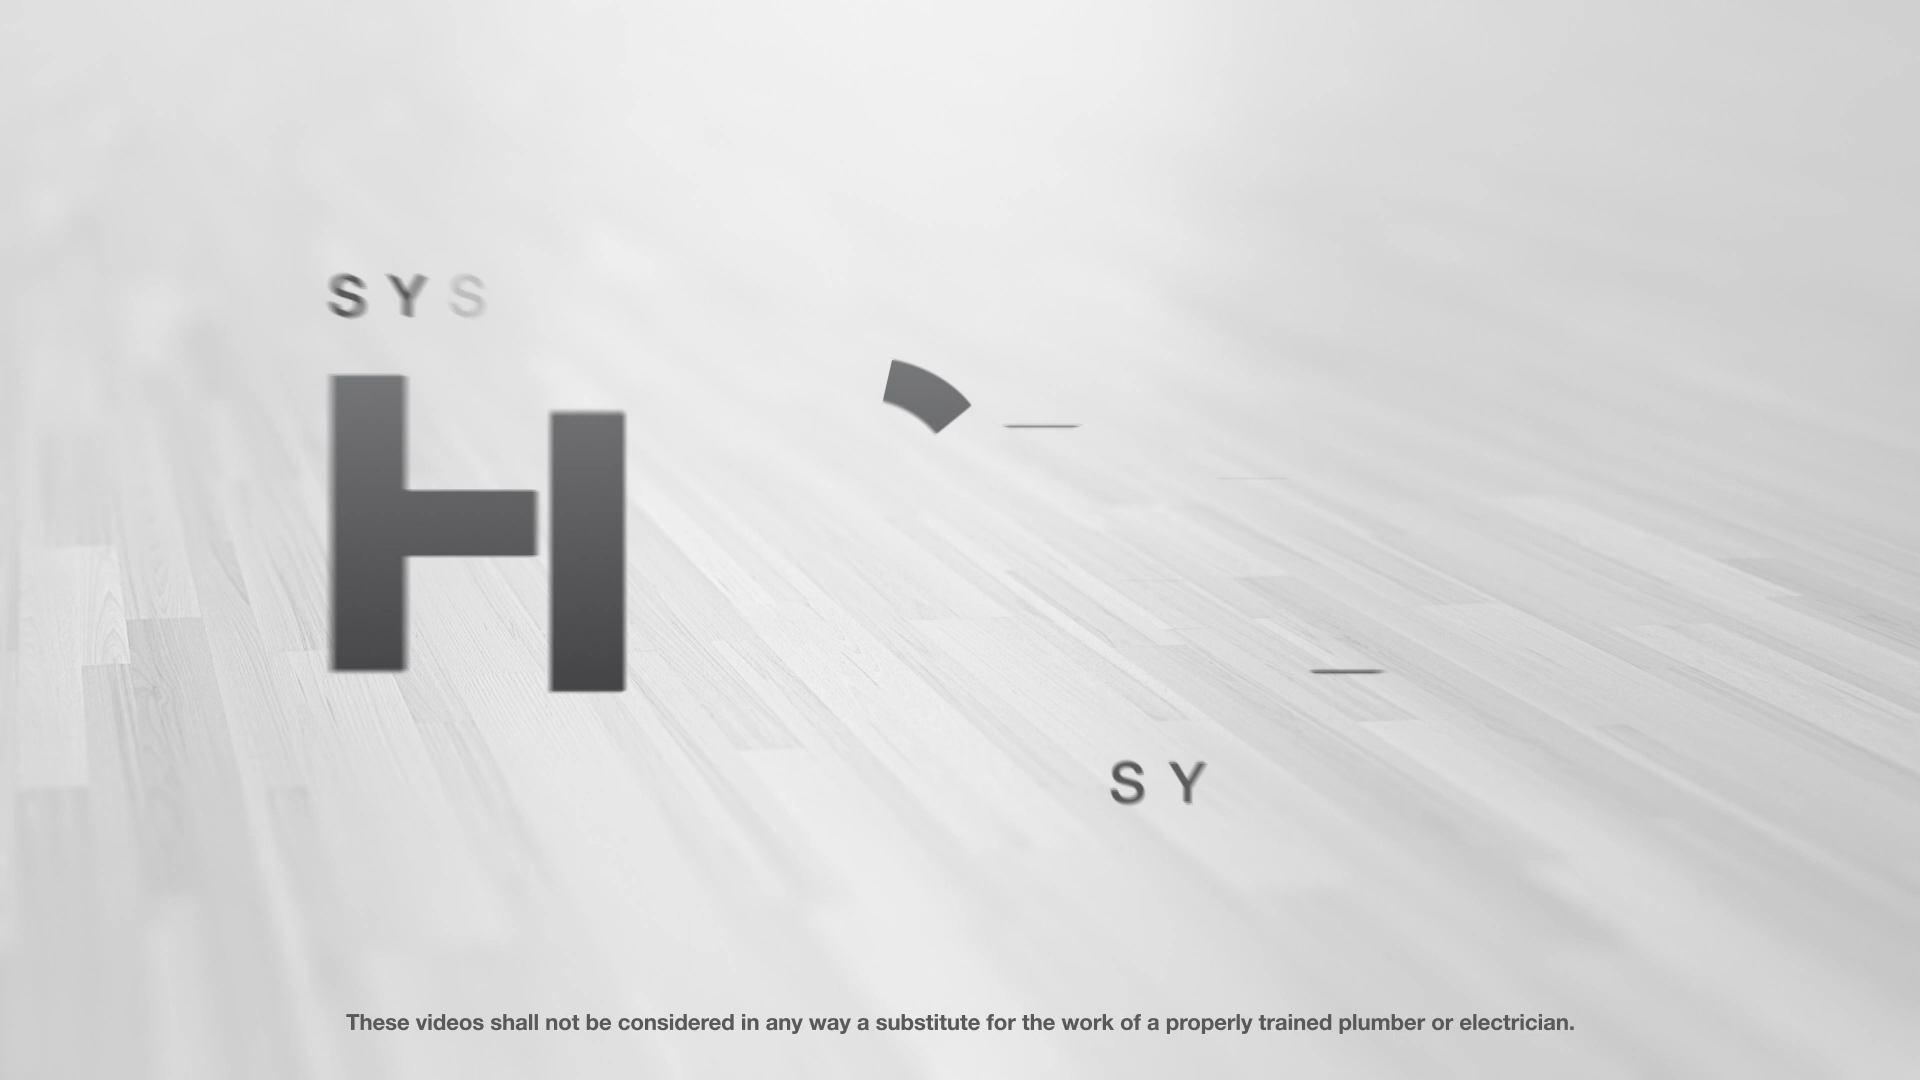 SYS
H
SY
These videos shall not be considered in any way a substitute for the work of a properly trained plumber or electrician.